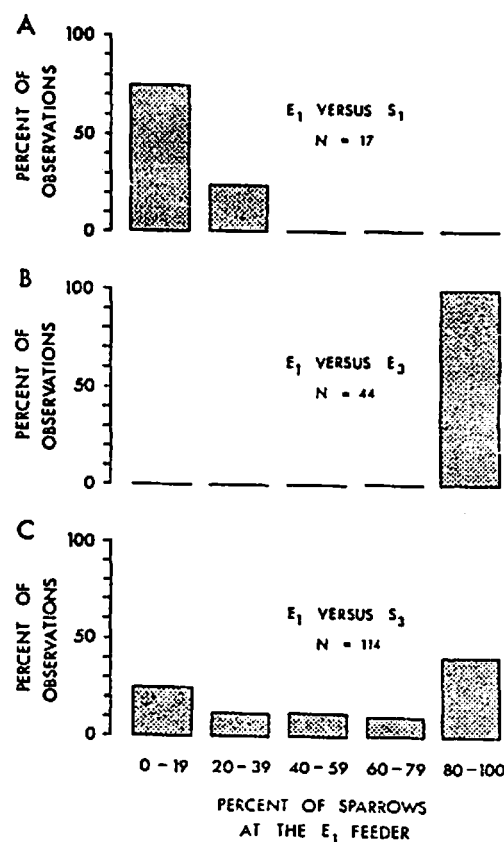 A
100
50
0
PERCENT OF
OBSERVATIONS
E₁ VERSUS S₁
N = 17
B
100
50
0
PERCENT OF
OBSERVATIONS
E₁ VERSUS E₃
N = 44
C
100
50
0
PERCENT OF
OBSERVATIONS
E₁ VERSUS S₃
N = 114
0-19 20-39 40-59 60-79 80-100
PERCENT OF SPARROWS
AT THE E₁ FEEDER